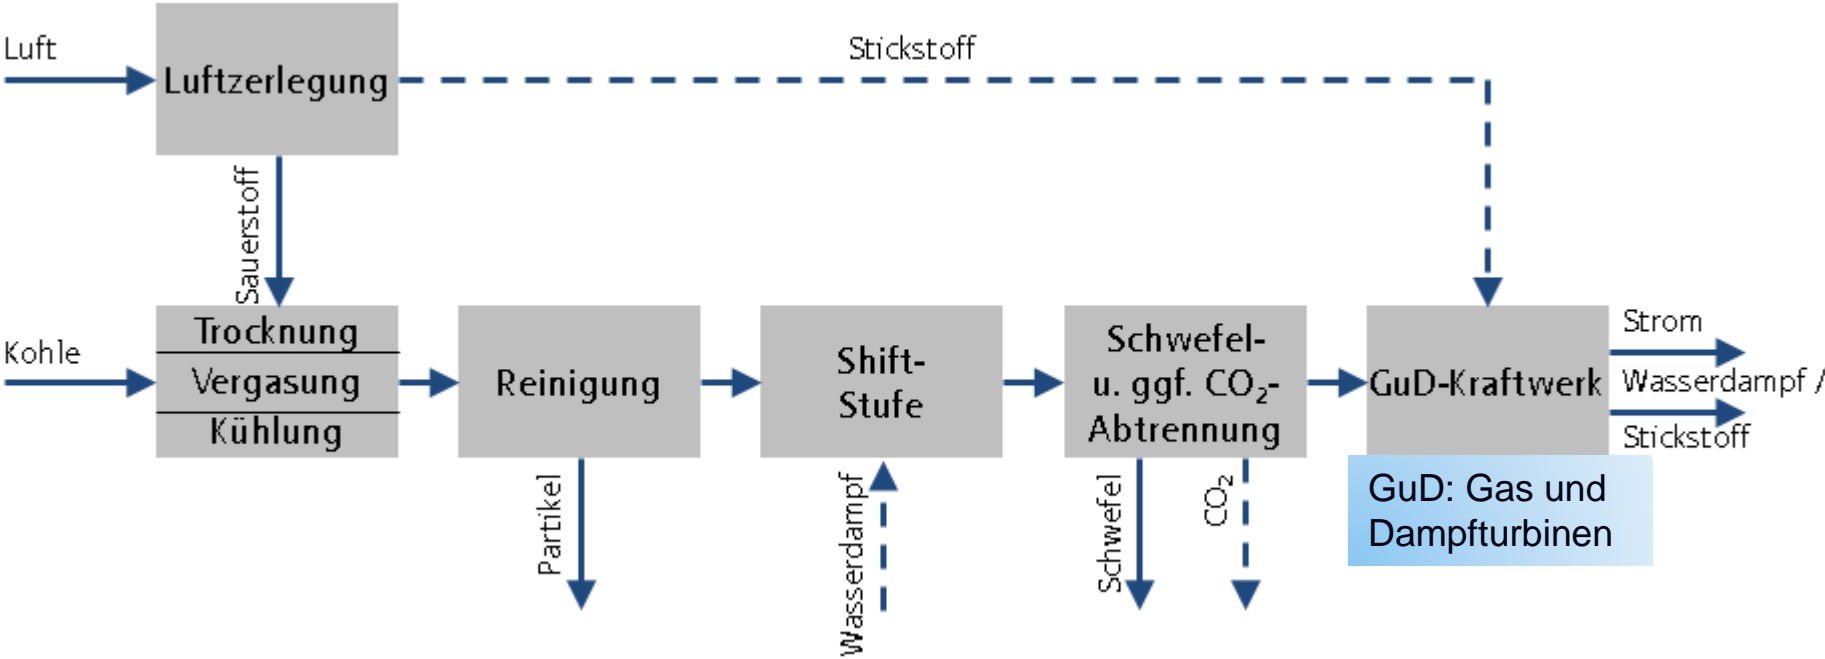 Luft
Luftzerlegung
Stickstoff
Sauerstoff
Kohle
Trocknung
Vergasung
Kühlung
Reinigung
Partikel
Shift-
Stufe
Wasserdampf
Schwefel-
u. ggf. CO₂-
Abtrennung
Schwefel
CO₂
GuD-Kraftwerk
Strom
Wasserdampf /
Stickstoff
GuD: Gas und
Dampfturbinen